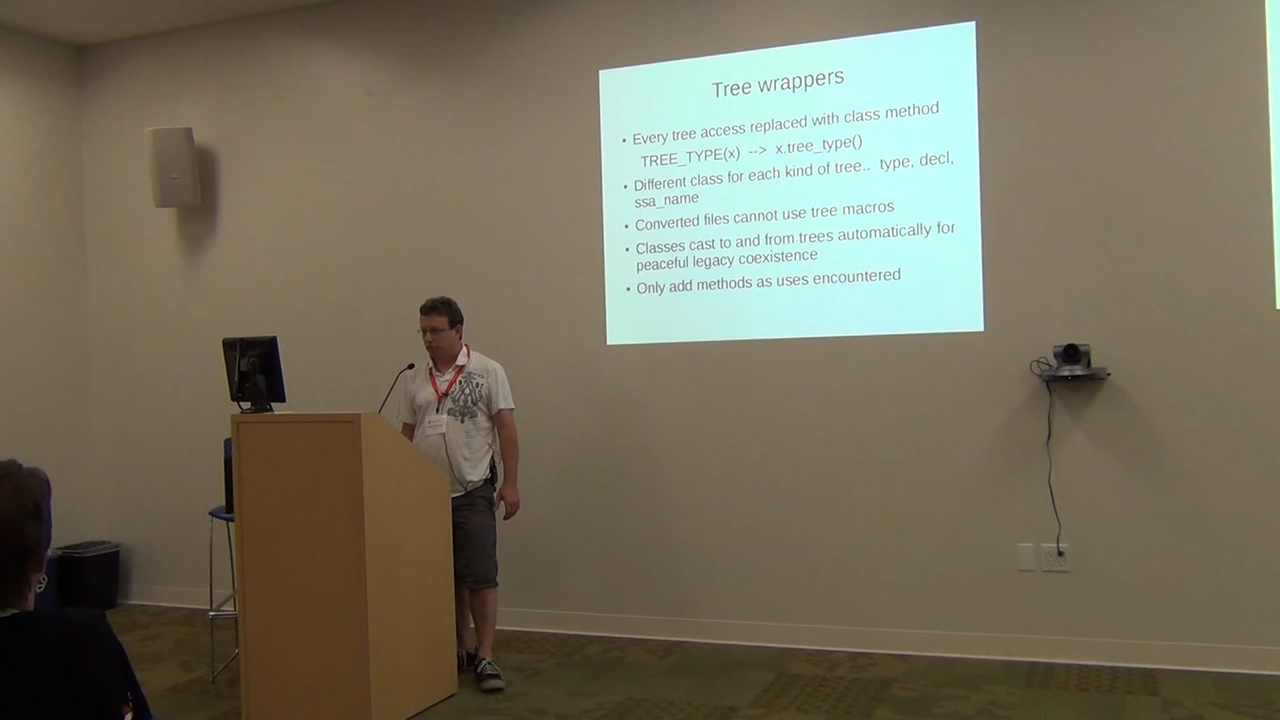 Tree wrappers
• Every tree access replaced with class method
TREE_TYPE(x) --> x.tree_type()
• Different class for each kind of tree.. type, decl,
ssa_name
• Converted files cannot use tree macros
• Classes cast to and from trees automatically for
peaceful legacy coexistence
• Only add methods as uses encountered